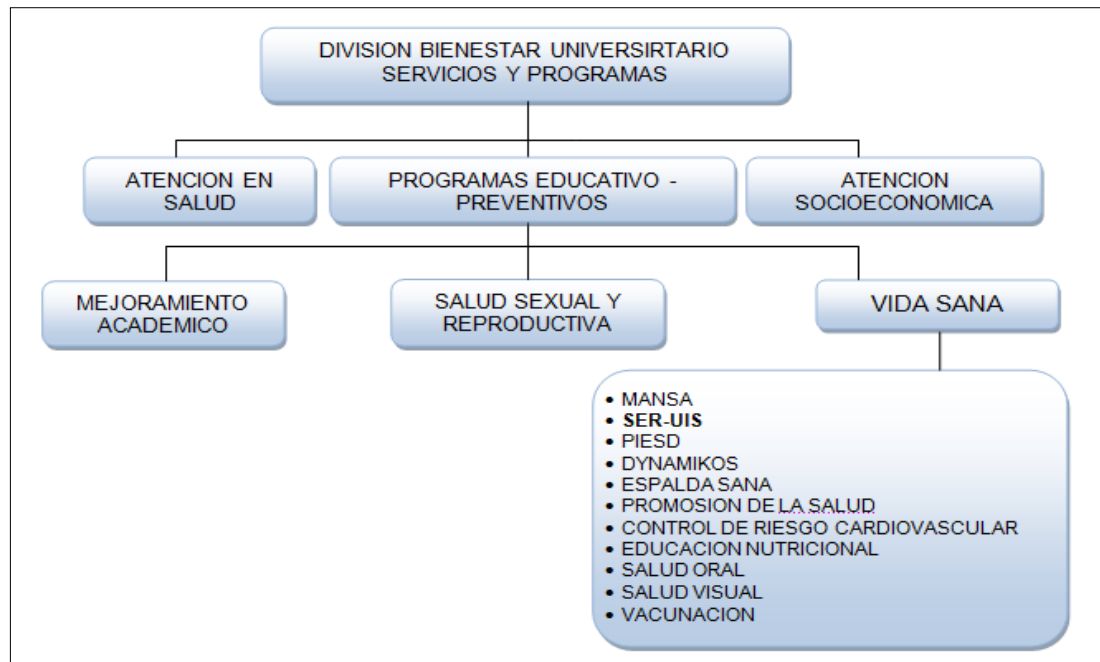 DIVISION BIENESTAR UNIVERSIRTARIO
SERVICIOS Y PROGRAMAS
ATENCION EN
SALUD
PROGRAMAS EDUCATIVO -
PREVENTIVOS
ATENCION
SOCIOECONOMICA
MEJORAMIENTO
ACADEMICO
SALUD SEXUAL Y
REPRODUCTIVA
VIDA SANA
• MANSA
• SER-UIS
• PIESD
• DYNAMIKOS
• ESPALDA SANA
• PROMOSION DE LA SALUD
• CONTROL DE RIESGO CARDIOVASCULAR
• EDUCACION NUTRICIONAL
• SALUD ORAL
• SALUD VISUAL
• VACUNACION